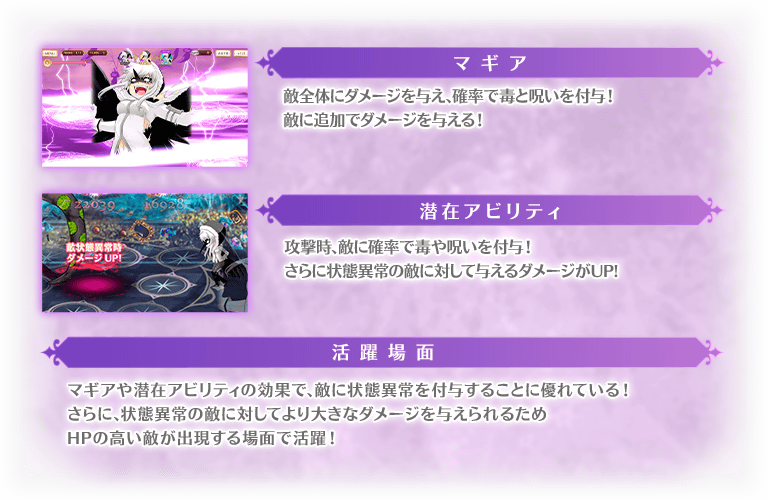 マギア
敵全体にダメージを与え、確率で毒と呪いを付与！
敵に追加でダメージを与える！
22039
16928
敵状態異常時
ダメージUP!
潜在アビリティ
攻撃時、敵に確率で毒や呪いを付与！
さらに状態異常の敵に対して与えるダメージがUP!
活躍場面
マギアや潜在アビリティの効果で、敵に状態異常を付与することに優れている！
さらに、状態異常の敵に対してより大きなダメージを与えられるため
HPの高い敵が出現する場面で活躍！